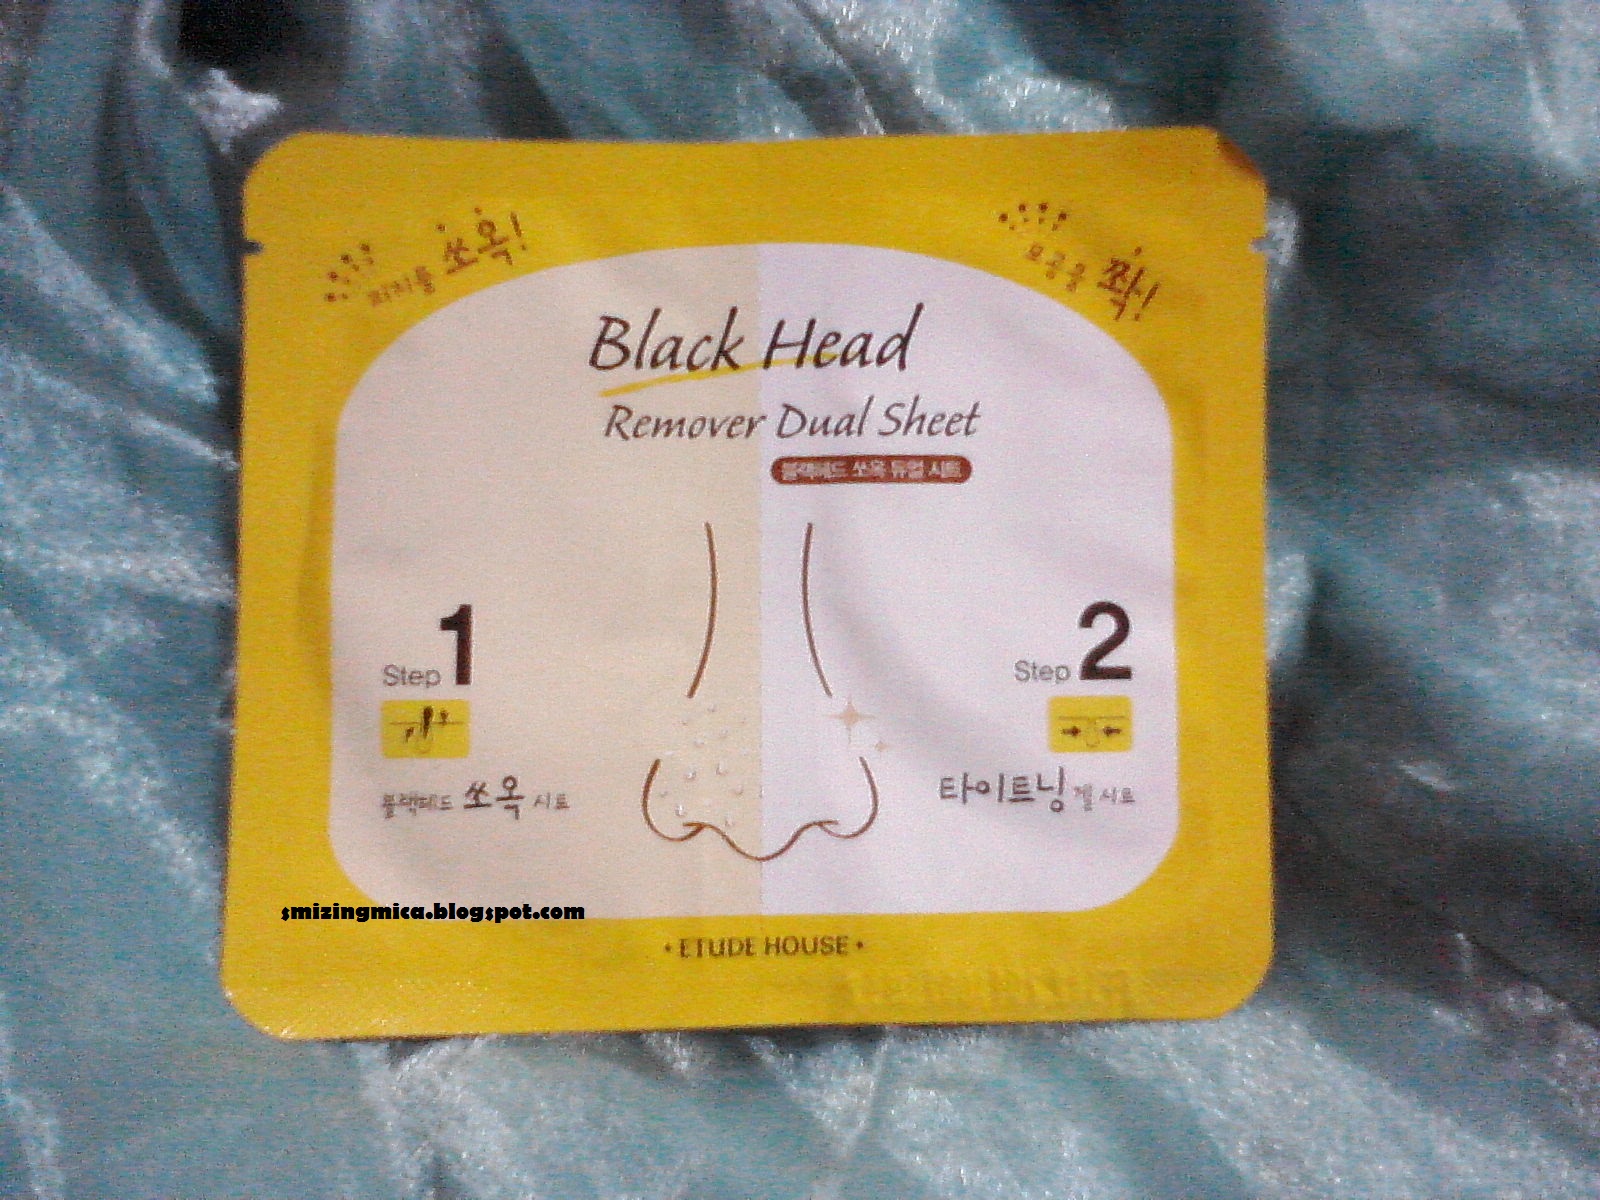 피지를 쏘옥!
모공을 쫙!
Black Head
Remover Dual Sheet
블랙헤드 쏘옥 듀얼 시트
Step 1
Step 2
블랙헤드 쏘옥 시트
타이트닝 겔 시트
smizingmica.blogspot.com
• ETUDE HOUSE •